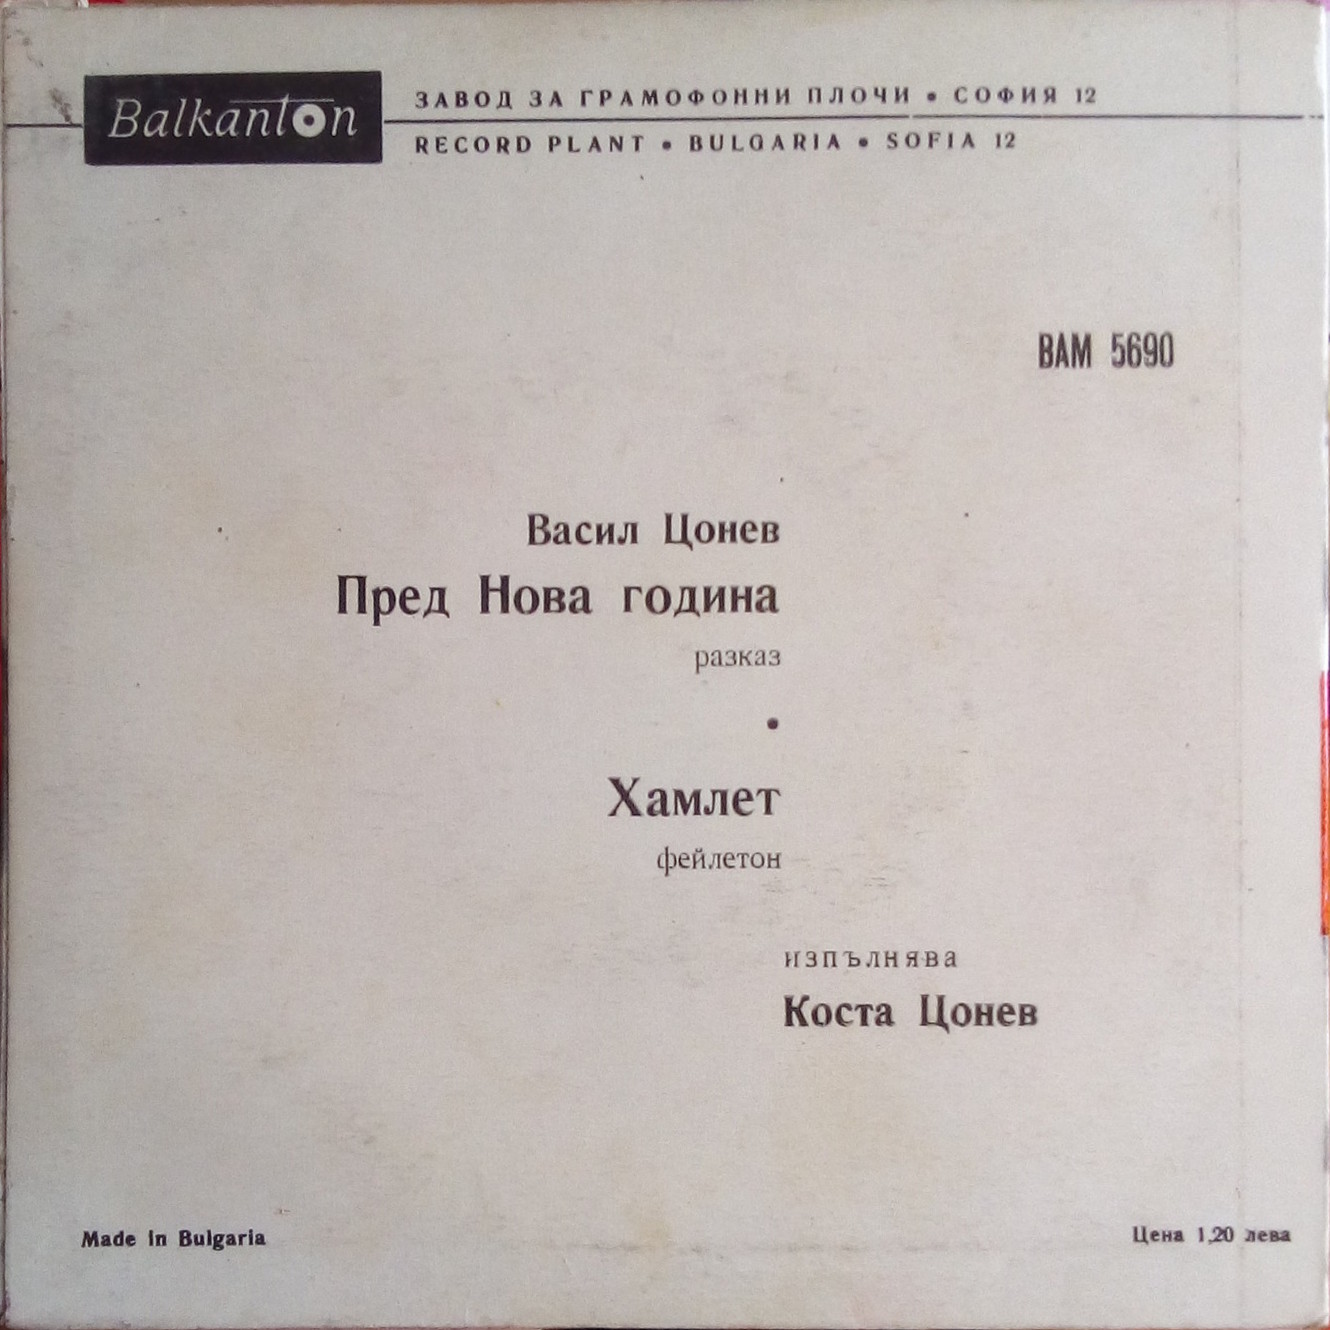 Balkanton
ЗАВОД ЗА ГРАМОФОННИ ПЛОЧИ • СОФИЯ 12
RECORD PLANT • BULGARIA • SOFIA 12
ВАМ 5690
Васил Цонев
Пред Нова година
разказ
•
Хамлет
фейлетон
изпълнява
Коста Цонев
Made in Bulgaria
Цена 1,20 лева